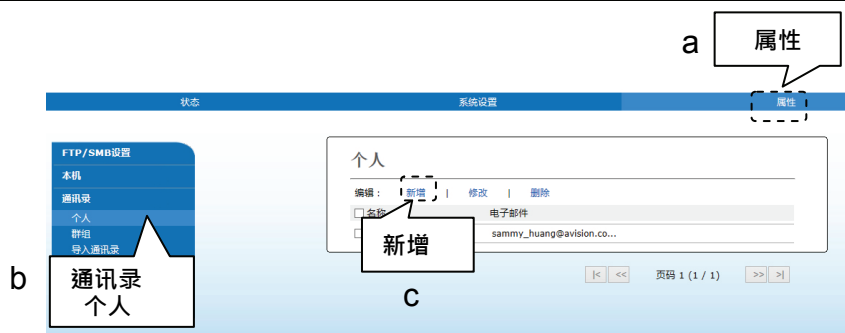 a
属性
状态
系统设置
属性
FTP/SMB设置
本机
通讯录
个人
群组
导入通讯录
个人
编辑：
新增 | 修改 | 删除
名称
电子邮件
sammy_huang@avision.co...
新增
c
b
通讯录
个人
|< << 页码 1 (1 / 1) >> >|